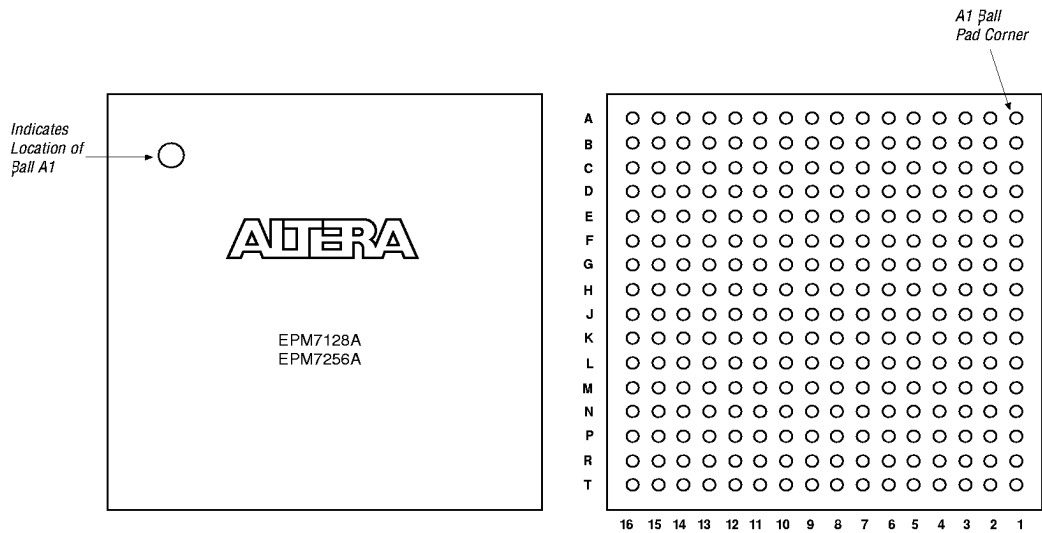 A1 Ball
Pad Corner
Indicates
Location of
Ball A1
ALTERA
EPM7128A
EPM7256A
A
B
C
D
E
F
G
H
J
K
L
M
N
P
R
T
16 15 14 13 12 11 10 9 8 7 6 5 4 3 2 1